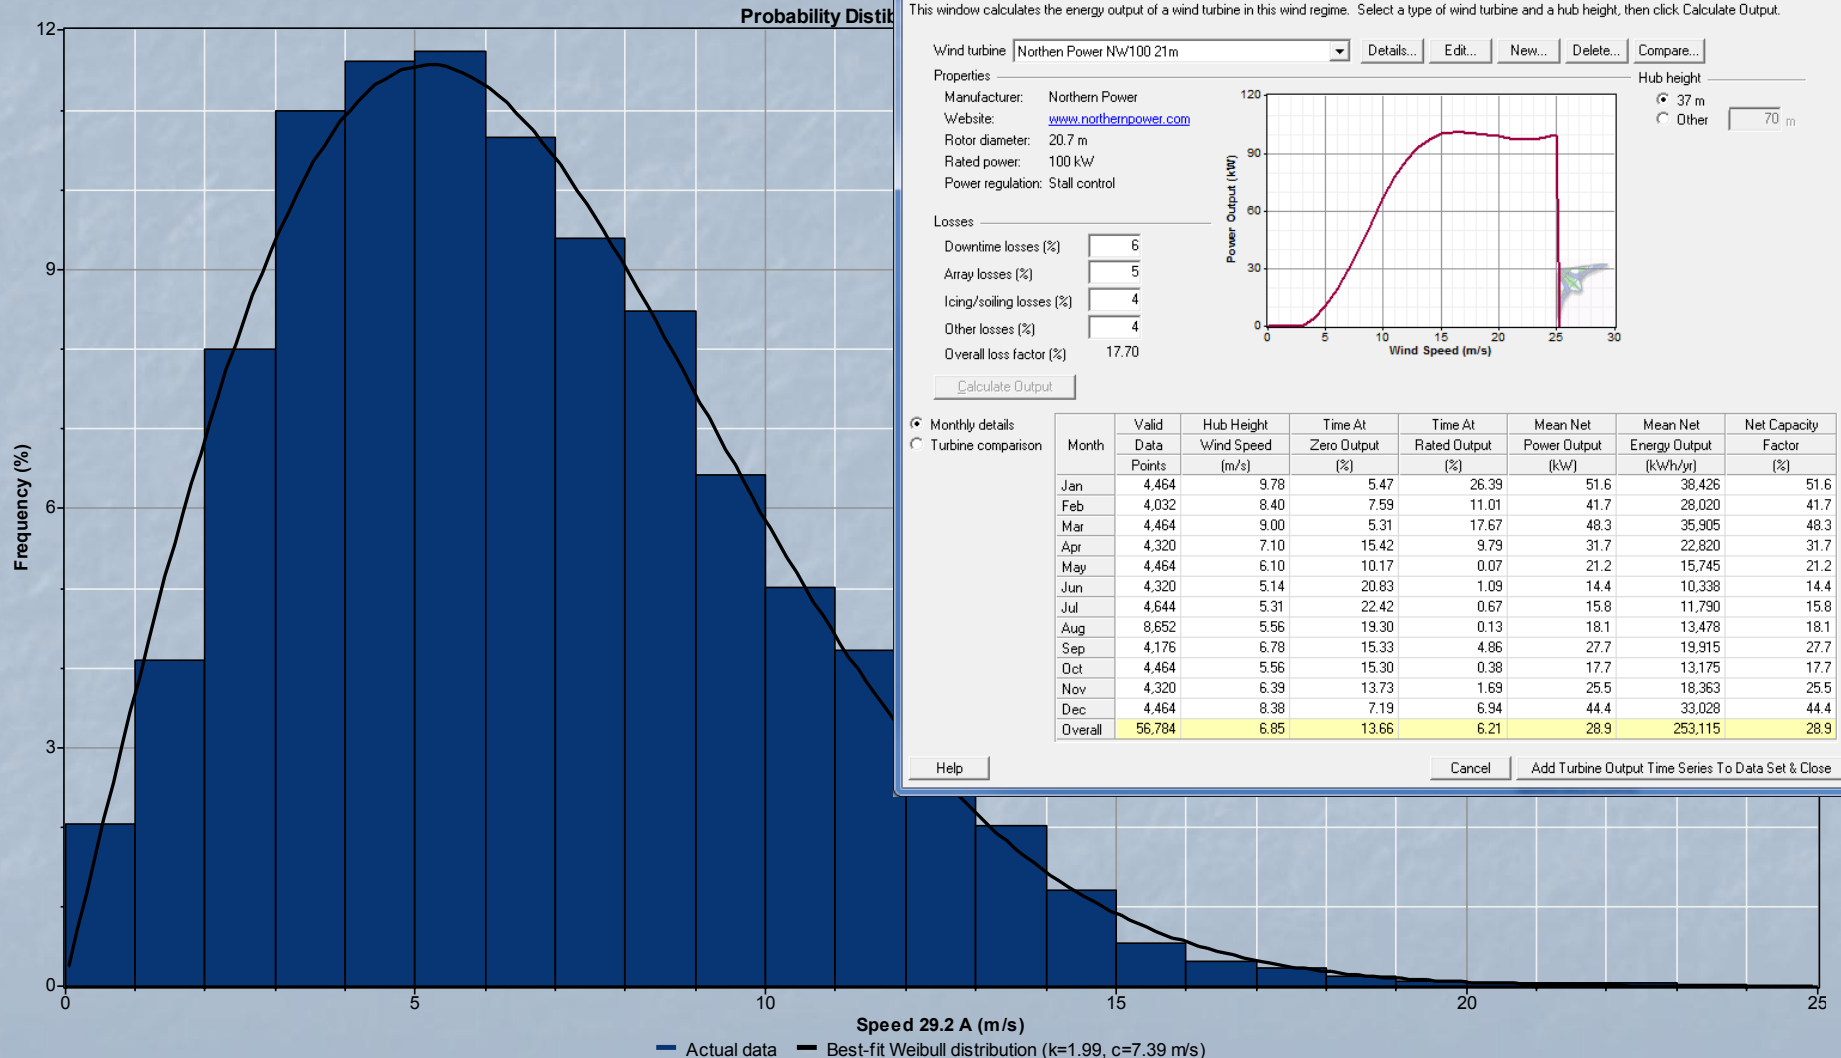 Probability Distib
12
9
6
3
0
Frequency (%)
0 5 10 15 20 25
Speed 29.2 A (m/s)
Actual data Best-fit Weibull distribution (k=1.99, c=7.39 m/s)
This window calculates the energy output of a wind turbine in this wind regime. Select a type of wind turbine and a hub height, then click Calculate Output.
Wind turbine Northen Power NW100 21m Details... Edit... New... Delete... Compare...
Properties
Manufacturer: Northern Power
Website: www.northernpower.com
Rotor diameter: 20.7 m
Rated power: 100 kW
Power regulation: Stall control
Hub height
37 m
Other 70 m
Losses
Downtime losses (%) 6
Array losses (%) 5
Icing/soiling losses (%) 4
Other losses (%) 4
Overall loss factor (%) 17.70
Calculate Output
120
90
60
30
0
Power Output (kW)
0 5 10 15 20 25 30
Wind Speed (m/s)
Monthly details
Turbine comparison
Month Valid Data Points Hub Height Wind Speed (m/s) Time At Zero Output (%) Time At Rated Output (%) Mean Net Power Output (kW) Mean Net Energy Output (kWh/yr) Net Capacity Factor (%)
Jan 4,464 9.78 5.47 26.39 51.6 38,426 51.6
Feb 4,032 8.40 7.59 11.01 41.7 28,020 41.7
Mar 4,464 9.00 5.31 17.67 48.3 35,905 48.3
Apr 4,320 7.10 15.42 9.79 31.7 22,820 31.7
May 4,464 6.10 10.17 0.07 21.2 15,745 21.2
Jun 4,320 5.14 20.83 1.09 14.4 10,338 14.4
Jul 4,644 5.31 22.42 0.67 15.8 11,790 15.8
Aug 8,652 5.56 19.30 0.13 18.1 13,478 18.1
Sep 4,176 6.78 15.33 4.86 27.7 19,915 27.7
Oct 4,464 5.56 15.30 0.38 17.7 13,175 17.7
Nov 4,320 6.39 13.73 1.69 25.5 18,363 25.5
Dec 4,464 8.38 7.19 6.94 44.4 33,028 44.4
Overall 56,784 6.85 13.66 6.21 28.9 253,115 28.9
Help Cancel Add Turbine Output Time Series To Data Set & Close